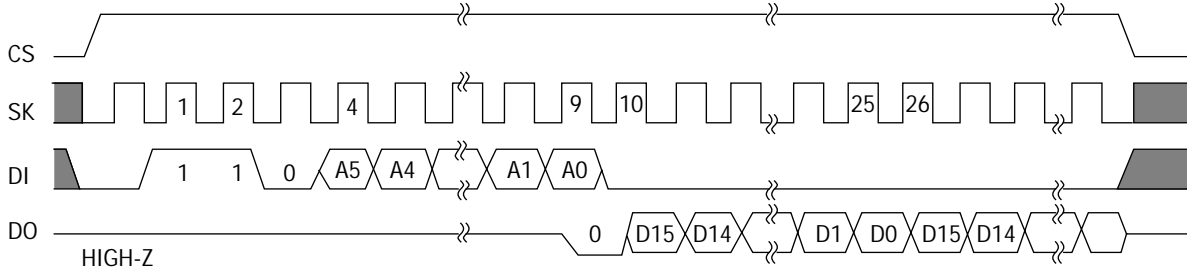 CS
SK 1 2 4 9 10 25 26
DI 1 1 0 A5 A4 A1 A0
DO 0 D15 D14 D1 D0 D15 D14
HIGH-Z